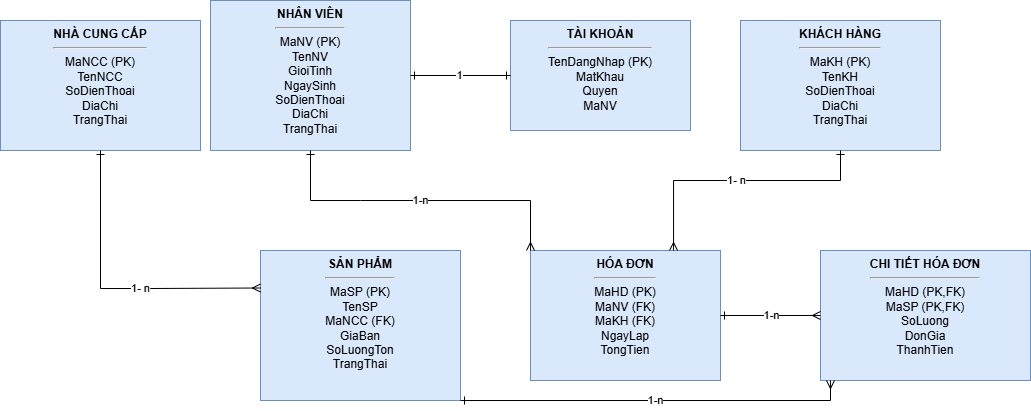 NHÀ CUNG CẤP
MaNCC (PK)
TenNCC
SoDienThoai
DiaChi
TrangThai
NHÂN VIÊN
MaNV (PK)
TenNV
GioiTinh
NgaySinh
SoDienThoai
DiaChi
TrangThai
1
TÀI KHOẢN
TenDangNhap (PK)
MatKhau
Quyen
MaNV
KHÁCH HÀNG
MaKH (PK)
TenKH
SoDienThoai
DiaChi
TrangThai
1- n
1-n
1- n
SẢN PHẨM
MaSP (PK)
TenSP
MaNCC (FK)
GiaBan
SoLuongTon
TrangThai
HÓA ĐƠN
MaHD (PK)
MaNV (FK)
MaKH (FK)
NgayLap
TongTien
1-n
CHI TIẾT HÓA ĐƠN
MaHD (PK,FK)
MaSP (PK,FK)
SoLuong
DonGia
ThanhTien
1-n